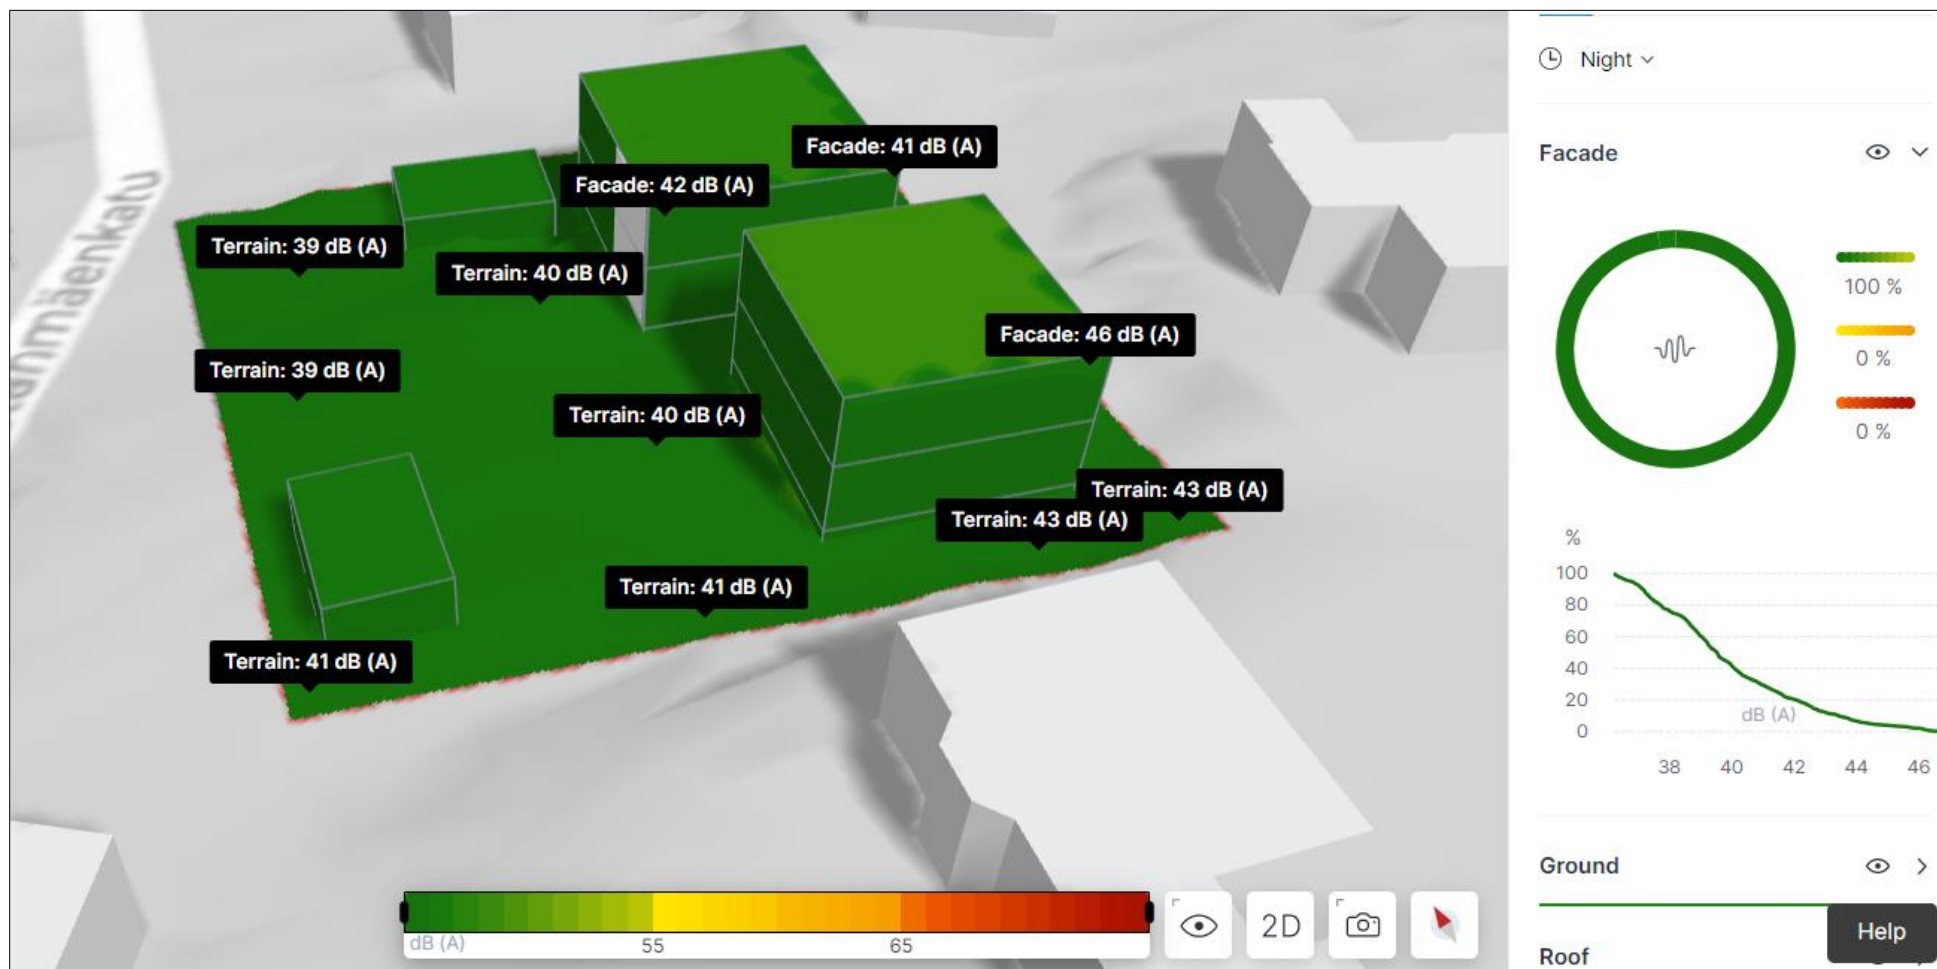 Night
Facade
Facade: 41 dB (A)
Facade: 42 dB (A)
Terrain: 39 dB (A)
Terrain: 40 dB (A)
Facade: 46 dB (A)
Terrain: 39 dB (A)
Terrain: 40 dB (A)
Terrain: 43 dB (A)
Terrain: 43 dB (A)
Terrain: 41 dB (A)
Terrain: 41 dB (A)
100 %
0 %
0 %
%
100
80
60
40
20
0
dB (A)
38 40 42 44 46
Ground
Roof
Help
dB (A) 55 65
2D